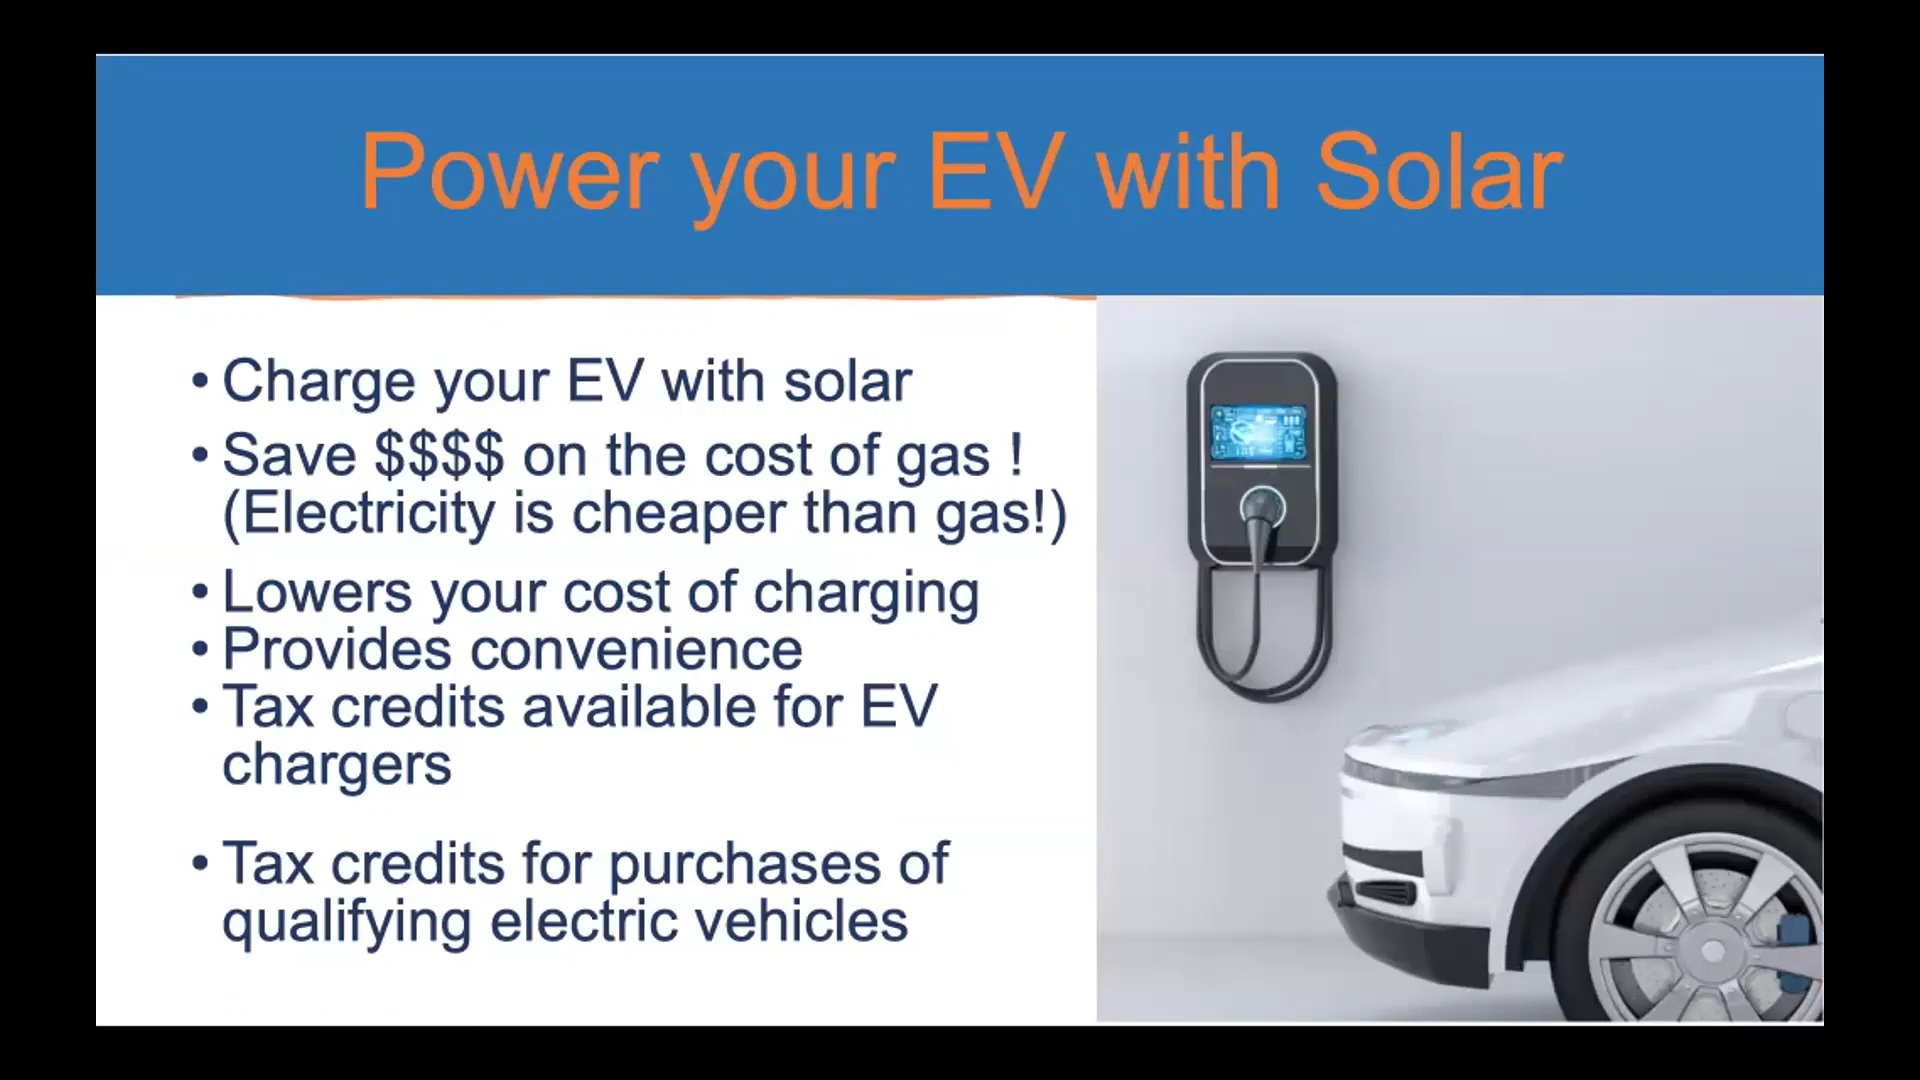 Power your EV with Solar
• Charge your EV with solar
• Save $$$$ on the cost of gas !
(Electricity is cheaper than gas!)
• Lowers your cost of charging
• Provides convenience
• Tax credits available for EV
chargers
• Tax credits for purchases of
qualifying electric vehicles